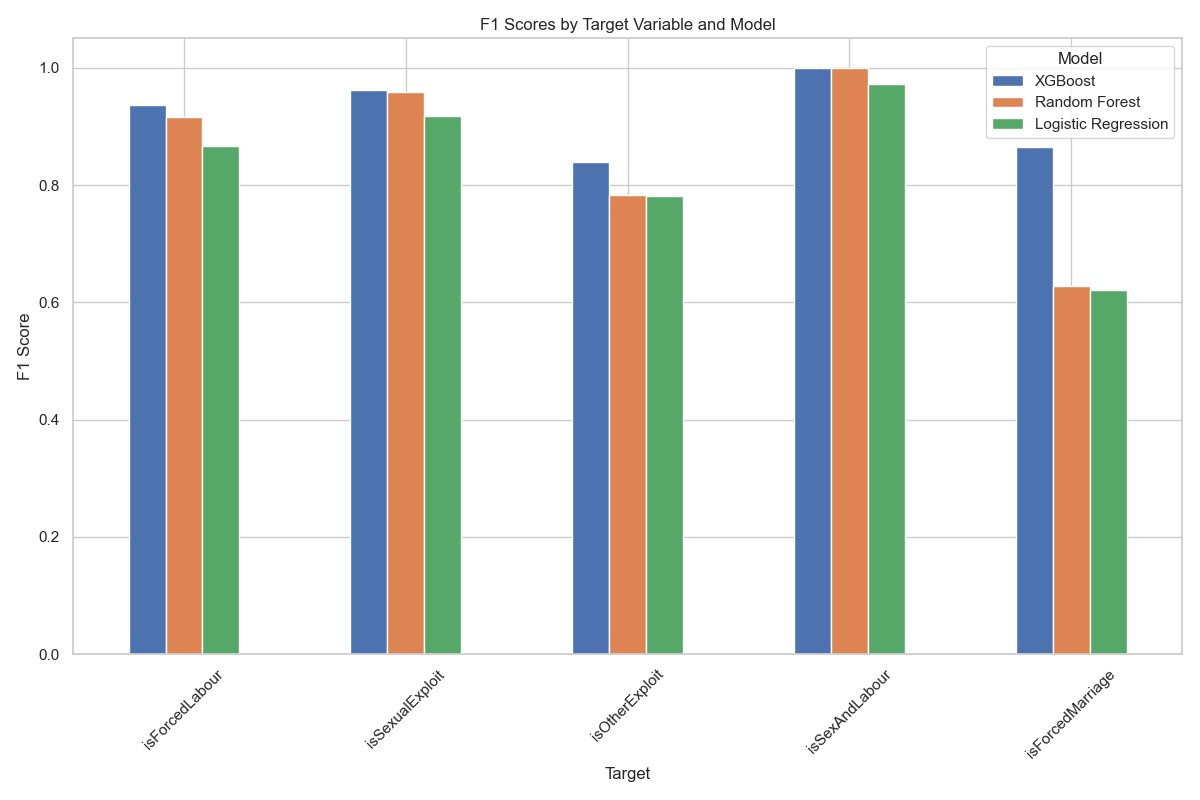 F1 Scores by Target Variable and Model
Model
XGBoost
Random Forest
Logistic Regression
F1 Score
1.0
0.8
0.6
0.4
0.2
0.0
isForcedLabour
isSexualExploit
isOtherExploit
isSexAndLabour
isForcedMarriage
Target